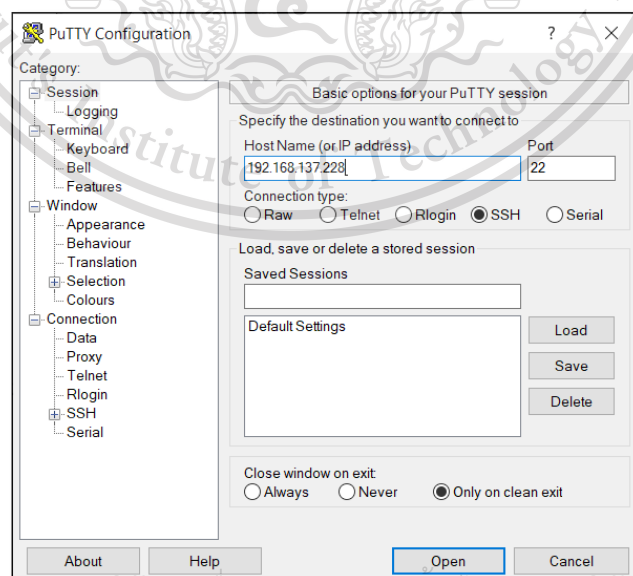 PuTTY Configuration ? ×
Category:
Session
Logging
Terminal
Keyboard
Bell
Features
Window
Appearance
Behaviour
Translation
Selection
Colours
Connection
Data
Proxy
Telnet
Rlogin
SSH
Serial
Basic options for your PuTTY session
Specify the destination you want to connect to
Host Name (or IP address) Port
192.168.137.228 22
Connection type:
Raw Telnet Rlogin SSH Serial
Load, save or delete a stored session
Saved Sessions
Default Settings
Load
Save
Delete
Close window on exit:
Always Never Only on clean exit
About Help Open Cancel
Institute of Technology